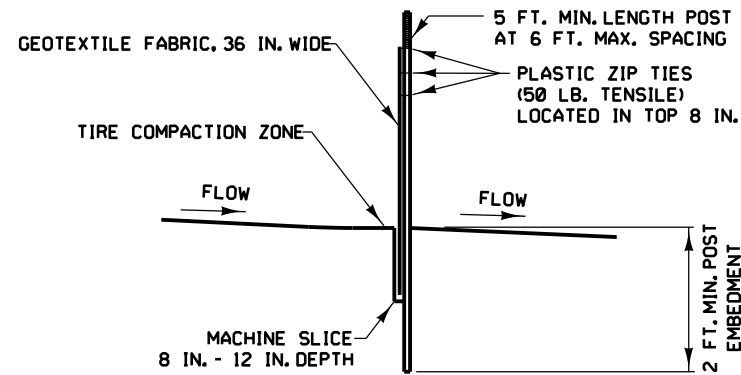 5 FT. MIN. LENGTH POST
AT 6 FT. MAX. SPACING
GEOTEXTILE FABRIC, 36 IN. WIDE
PLASTIC ZIP TIES
(50 LB. TENSILE)
LOCATED IN TOP 8 IN.
TIRE COMPACTION ZONE
FLOW
FLOW
2 FT. MIN. POST
EMBEDMENT
MACHINE SLICE
8 IN. - 12 IN. DEPTH